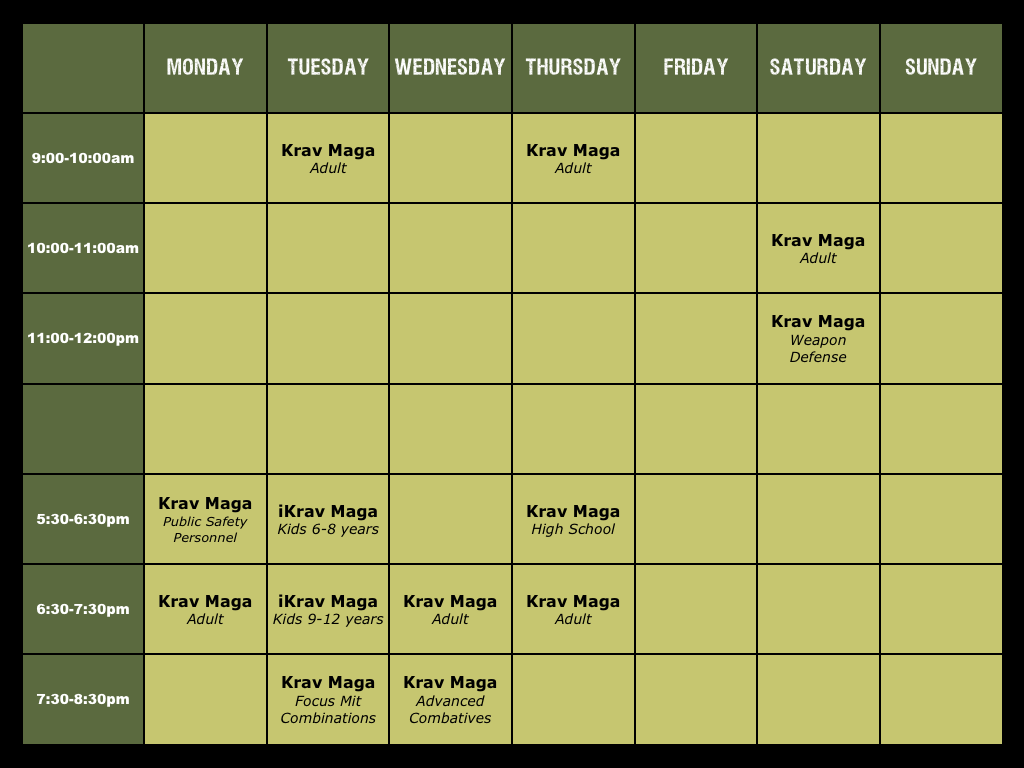 MONDAY TUESDAY WEDNESDAY THURSDAY FRIDAY SATURDAY SUNDAY
9:00-10:00am
Krav Maga
Adult
Krav Maga
Adult
10:00-11:00am
Krav Maga
Adult
11:00-12:00pm
Krav Maga
Weapon
Defense
5:30-6:30pm
Krav Maga
Public Safety
Personnel
iKrav Maga
Kids 6-8 years
Krav Maga
High School
6:30-7:30pm
Krav Maga
Adult
iKrav Maga
Kids 9-12 years
Krav Maga
Adult
Krav Maga
Adult
7:30-8:30pm
Krav Maga
Focus Mit
Combinations
Krav Maga
Advanced
Combatives